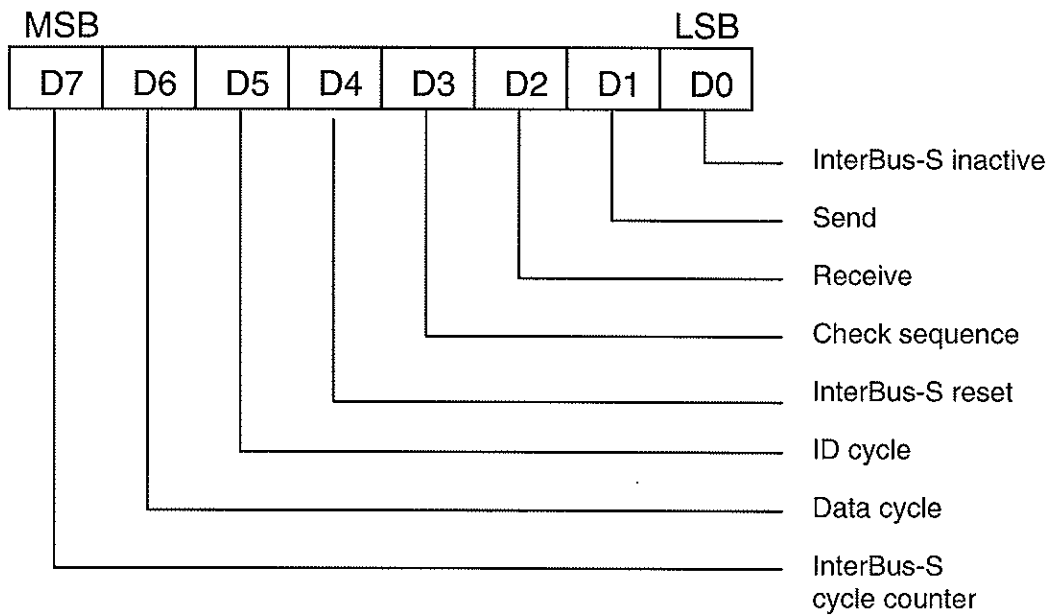 MSB LSB
D7 D6 D5 D4 D3 D2 D1 D0
InterBus-S inactive
Send
Receive
Check sequence
InterBus-S reset
ID cycle
Data cycle
InterBus-S
cycle counter